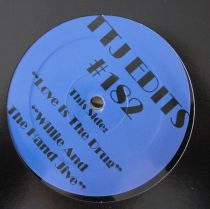 TTJ EDITS
#182
This Side:
"Love Is The Drug"
"Willie And
The Hand Jive"